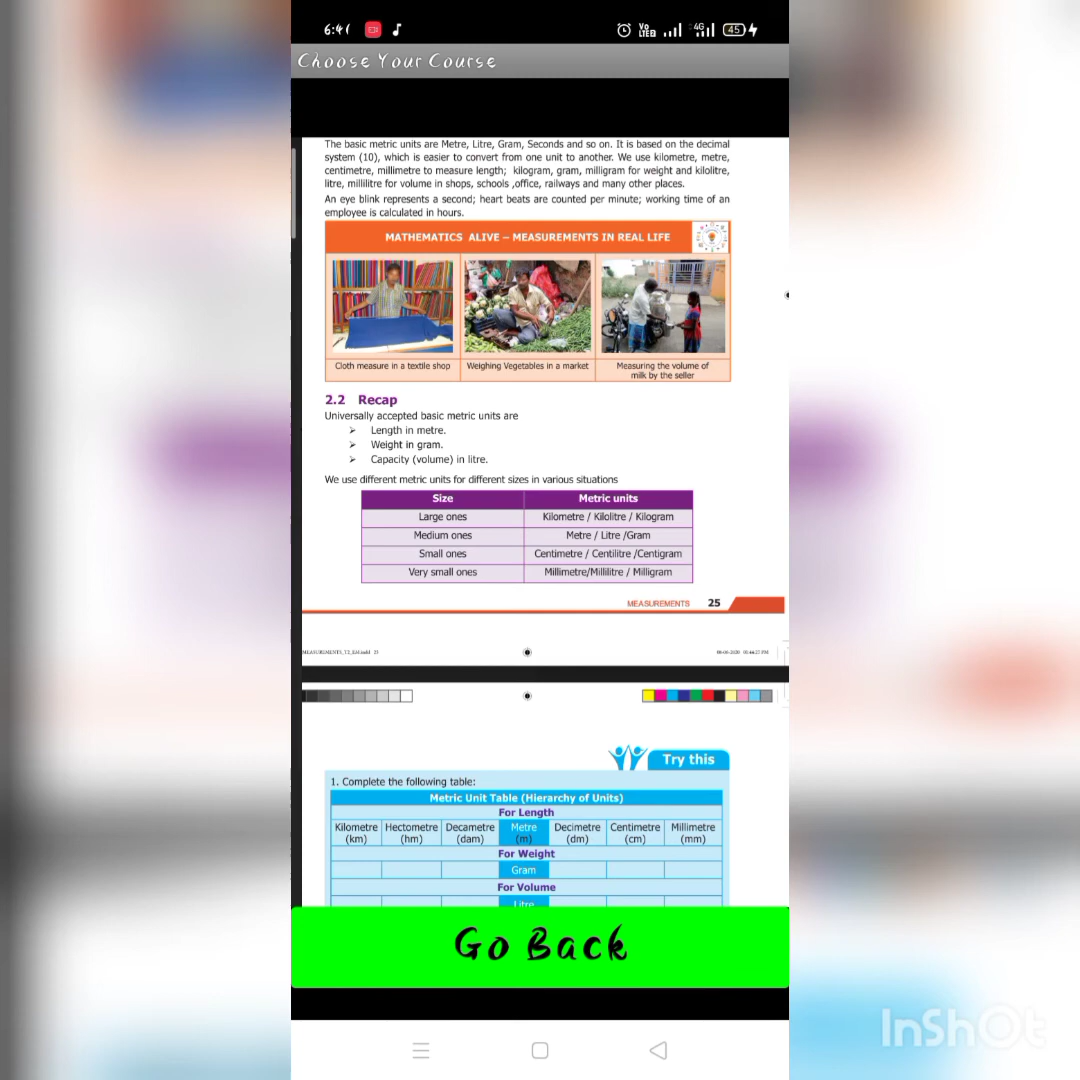 6:41
Vo LTE2 4G 45
Choose Your Course
The basic metric units are Metre, Litre, Gram, Seconds and so on. It is based on the decimal
system (10), which is easier to convert from one unit to another. We use kilometre, metre,
centimetre, millimetre to measure length; kilogram, gram, milligram for weight and kilolitre,
litre, millilitre for volume in shops, schools ,office, railways and many other places.
An eye blink represents a second; heart beats are counted per minute; working time of an
employee is calculated in hours.
MATHEMATICS ALIVE – MEASUREMENTS IN REAL LIFE
Cloth measure in a textile shop
Weighing Vegetables in a market
Measuring the volume of
milk by the seller
2.2 Recap
Universally accepted basic metric units are
➢ Length in metre.
➢ Weight in gram.
➢ Capacity (volume) in litre.
We use different metric units for different sizes in various situations
Size Metric units
Large ones Kilometre / Kilolitre / Kilogram
Medium ones Metre / Litre /Gram
Small ones Centimetre / Centilitre /Centigram
Very small ones Millimetre/Millilitre / Milligram
MEASUREMENTS 25
Try this
1. Complete the following table:
Metric Unit Table (Hierarchy of Units)
For Length
Kilometre Hectometre Decametre Metre Decimetre Centimetre Millimetre
(km) (hm) (dam) (m) (dm) (cm) (mm)
For Weight
Gram
For Volume
Litre
Go Back
InShOt